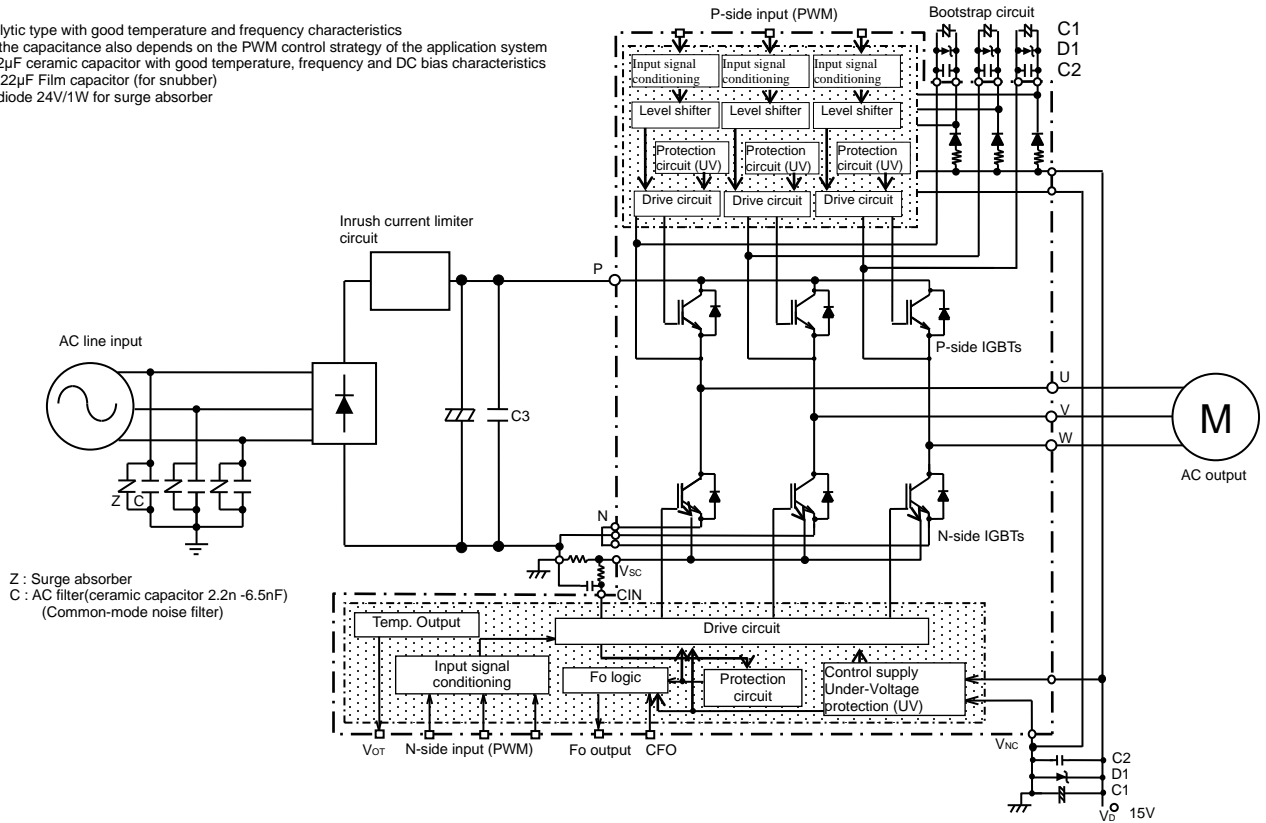 lytic type with good temperature and frequency characteristics
the capacitance also depends on the PWM control strategy of the application system
2µF ceramic capacitor with good temperature, frequency and DC bias characteristics
22µF Film capacitor (for snubber)
diode 24V/1W for surge absorber
P-side input (PWM)
Bootstrap circuit
C1
D1
C2
Input signal
conditioning
Input signal
conditioning
Input signal
conditioning
Level shifter
Level shifter
Level shifter
Protection
circuit (UV)
Protection
circuit (UV)
Protection
circuit (UV)
Drive circuit
Drive circuit
Drive circuit
Inrush current limiter
circuit
P
P-side IGBTs
AC line input
C3
U
V
W
M
AC output
Z
C
N
N-side IGBTs
VSC
CIN
Z : Surge absorber
C : AC filter(ceramic capacitor 2.2n -6.5nF)
(Common-mode noise filter)
Temp. Output
Drive circuit
Input signal
conditioning
Fo logic
Protection
circuit
Control supply
Under-Voltage
protection (UV)
VOT
N-side input (PWM)
Fo output
CFO
VNC
C2
D1
C1
VD
15V